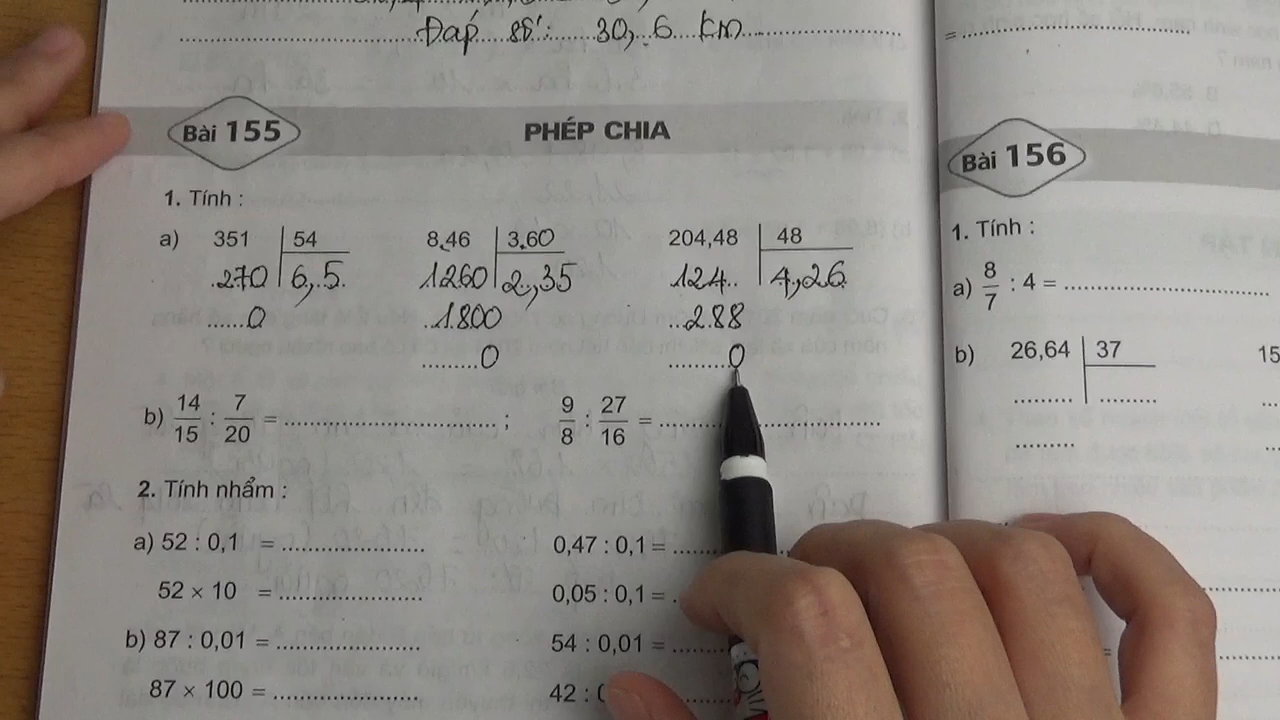 Đáp số: 30,6 km
Bài 155
PHÉP CHIA
1. Tính :
a) 351 54 8,46 3,60 204,48 48
270 6,5 1260 2,35 124 4,26
0 1800 288
0 0
b) 14/15 : 7/20 = ; 9/8 : 27/16 =
2. Tính nhẩm :
a) 52 : 0,1 = 0,47 : 0,1 =
52 × 10 = 0,05 : 0,1 =
b) 87 : 0,01 = 54 : 0,01 =
87 × 100 = 42 :
=
Bài 156
1. Tính :
a) 8/7 : 4 =
b) 26,64 37 15